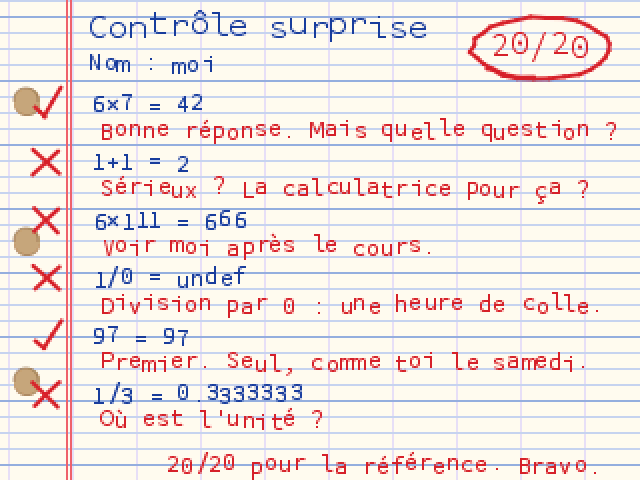 Contrôle surprise
20/20
Nom : moi
6×7 = 42
Bonne réponse. Mais quelle question ?
1+1 = 2
Sérieux ? La calculatrice pour ça ?
6×111 = 666
Voir moi après le cours.
1/0 = undef
Division par 0 : une heure de colle.
97 = 97
Premier. Seul, comme toi le samedi.
1/3 = 0.3333333
Où est l'unité ?
20/20 pour la référence. Bravo.